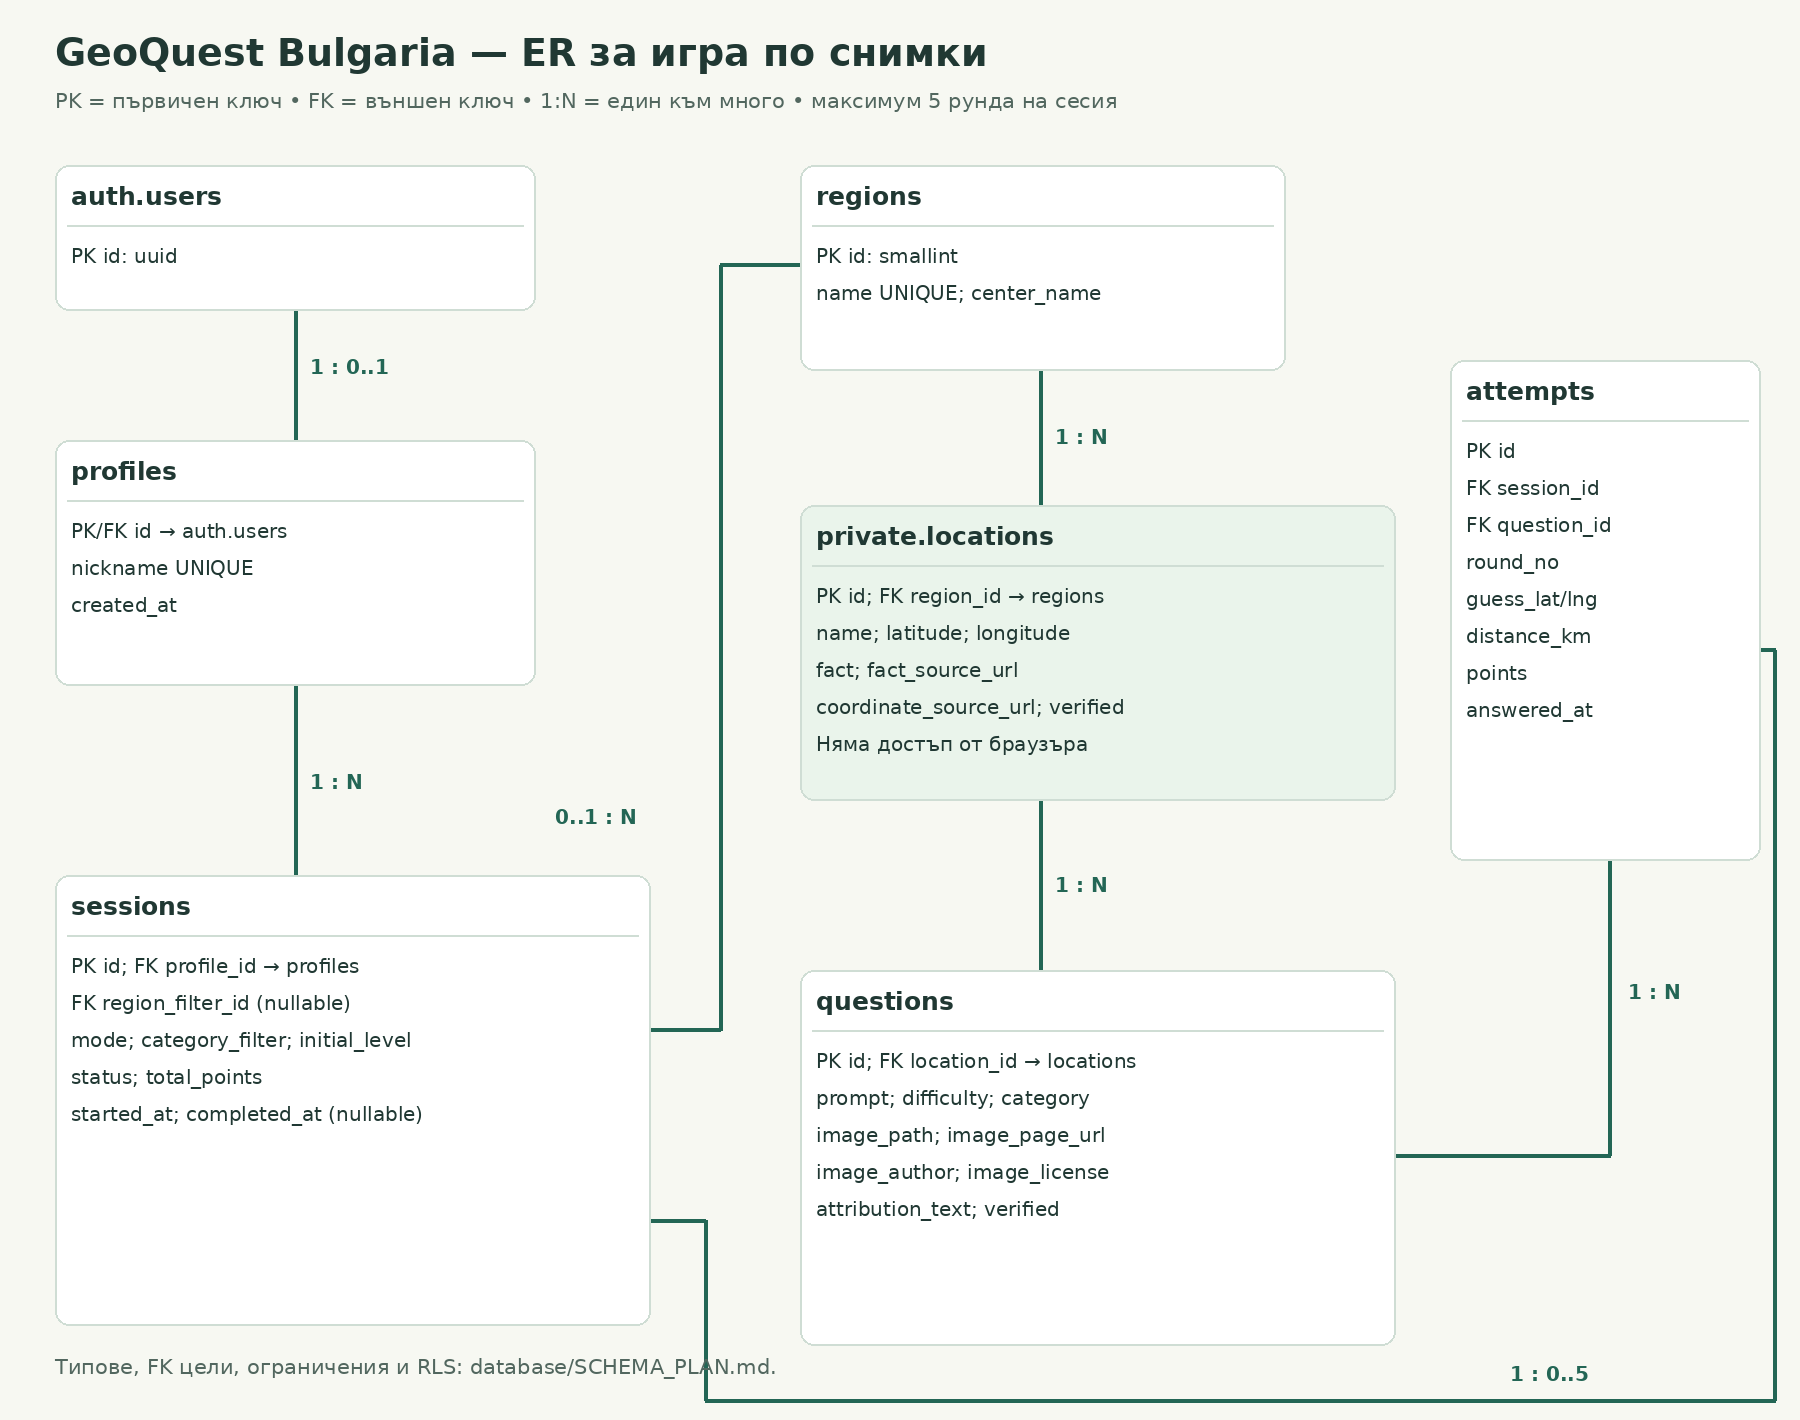 GeoQuest Bulgaria — ER за игра по снимки
PK = първичен ключ • FK = външен ключ • 1:N = един към много • максимум 5 рунда на сесия
auth.users
PK id: uuid
1 : 0..1
profiles
PK/FK id → auth.users
nickname UNIQUE
created_at
1 : N
0..1 : N
sessions
PK id; FK profile_id → profiles
FK region_filter_id (nullable)
mode; category_filter; initial_level
status; total_points
started_at; completed_at (nullable)
regions
PK id: smallint
name UNIQUE; center_name
1 : N
private.locations
PK id; FK region_id → regions
name; latitude; longitude
fact; fact_source_url
coordinate_source_url; verified
Няма достъп от браузъра
1 : N
questions
PK id; FK location_id → locations
prompt; difficulty; category
image_path; image_page_url
image_author; image_license
attribution_text; verified
attempts
PK id
FK session_id
FK question_id
round_no
guess_lat/lng
distance_km
points
answered_at
1 : N
1 : 0..5
Типове, FK цели, ограничения и RLS: database/SCHEMA_PLAN.md.